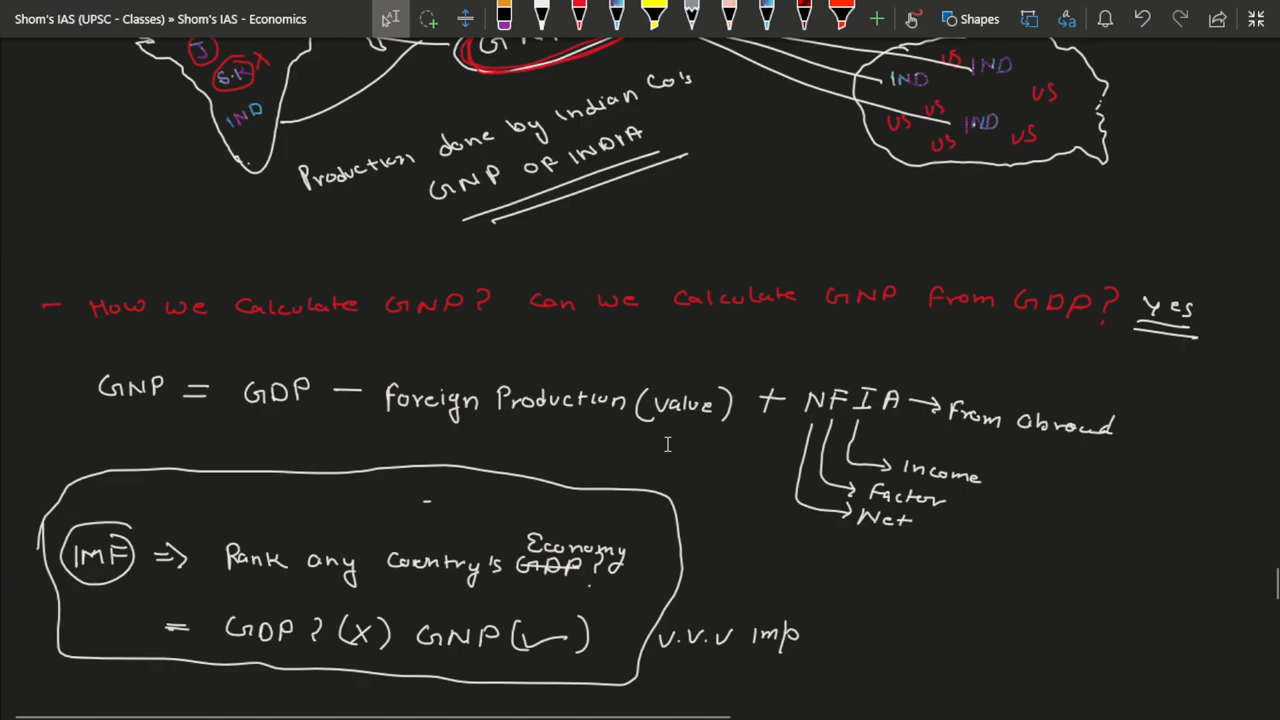 Shom's IAS (UPSC - Classes) » Shom's IAS - Economics
Shapes
J
S.K X
IND
IND
IND
IND
US
US
US
US
US
US
Production done by Indian Co's
GNP OF INDIA
- How we calculate GNP? Can we calculate GNP from GDP? Yes
GNP = GDP - foreign Production (value) + NFIA → From abroad
Income
Factor
Net
Economy
IMF => Rank any Country's GDP ?
= GDP ? (X) GNP (✓) V.V.V Imp